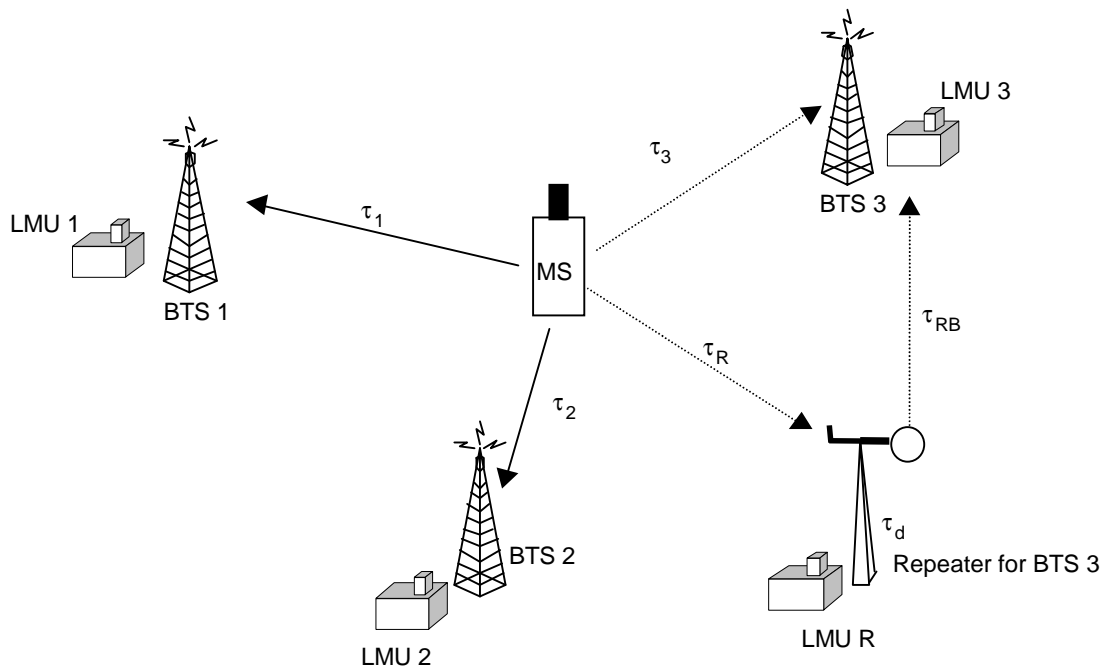 LMU 3
τ3
BTS 3
LMU 1
τ1
MS
BTS 1
τRB
τR
τ2
BTS 2
τd
Repeater for BTS 3
LMU 2
LMU R